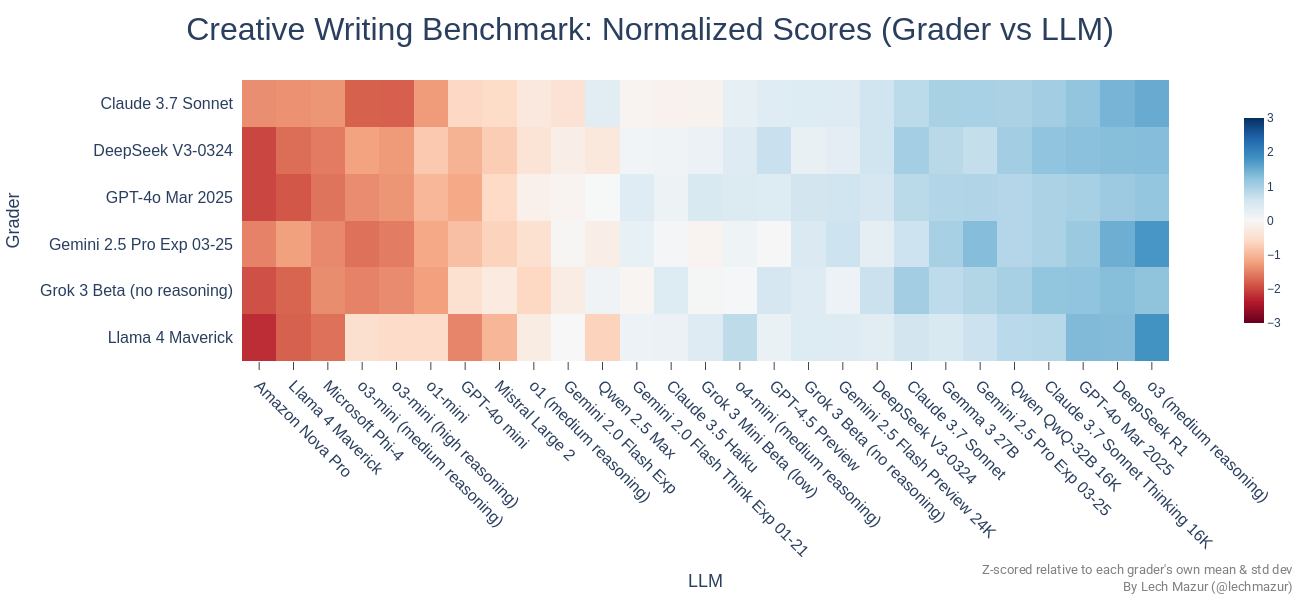 Creative Writing Benchmark: Normalized Scores (Grader vs LLM)
Grader
Claude 3.7 Sonnet
DeepSeek V3-0324
GPT-4o Mar 2025
Gemini 2.5 Pro Exp 03-25
Grok 3 Beta (no reasoning)
Llama 4 Maverick
3
2
1
0
−1
−2
−3
Amazon Nova Pro
Llama 4 Maverick
Microsoft Phi-4
o3-mini (medium reasoning)
o3-mini (high reasoning)
o1-mini
GPT-4o mini
Mistral Large 2
o1 (medium reasoning)
Gemini 2.0 Flash Exp
Qwen 2.5 Max
Gemini 2.0 Flash Think Exp 01-21
Claude 3.5 Haiku
Grok 3 Mini Beta (low)
o4-mini (medium reasoning)
GPT-4.5 Preview
Grok 3 Beta (no reasoning)
Gemini 2.5 Flash Preview 24K
DeepSeek V3-0324
Claude 3.7 Sonnet
Gemma 3 27B
Gemini 2.5 Pro Exp 03-25
Qwen QwQ-32B 16K
Claude 3.7 Sonnet Thinking 16K
GPT-4o Mar 2025
DeepSeek R1
o3 (medium reasoning)
LLM
Z-scored relative to each grader's own mean & std dev
By Lech Mazur (@lechmazur)